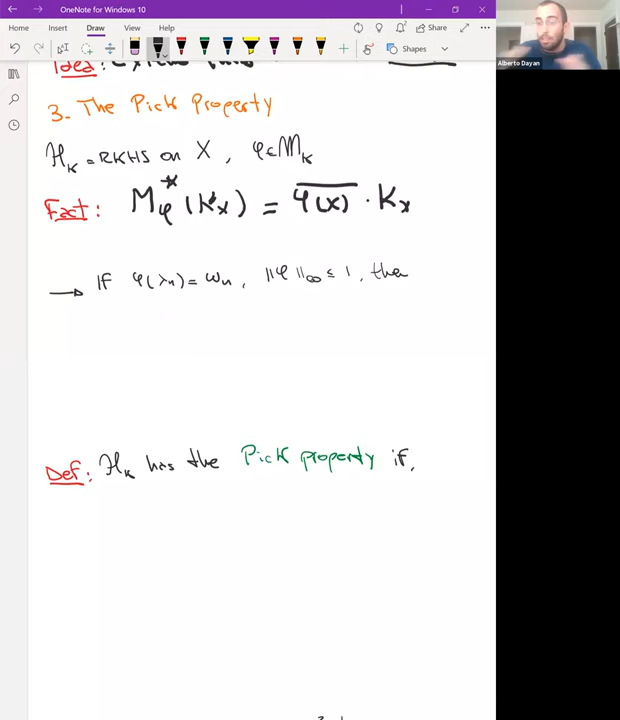 OneNote for Windows 10
File Home Insert Draw View Help
Share
Shapes
Alberto Dayan
Idea:
3. The Pick Property
H_K = RKHS on X, φ∈M_K
Fact: M_φ^* (K_x) = \overline{φ(x)} · K_x
→ If φ(λ_n) = ω_n, ||φ||_∞ ≤ 1, then
Def: H_K has the Pick property if,